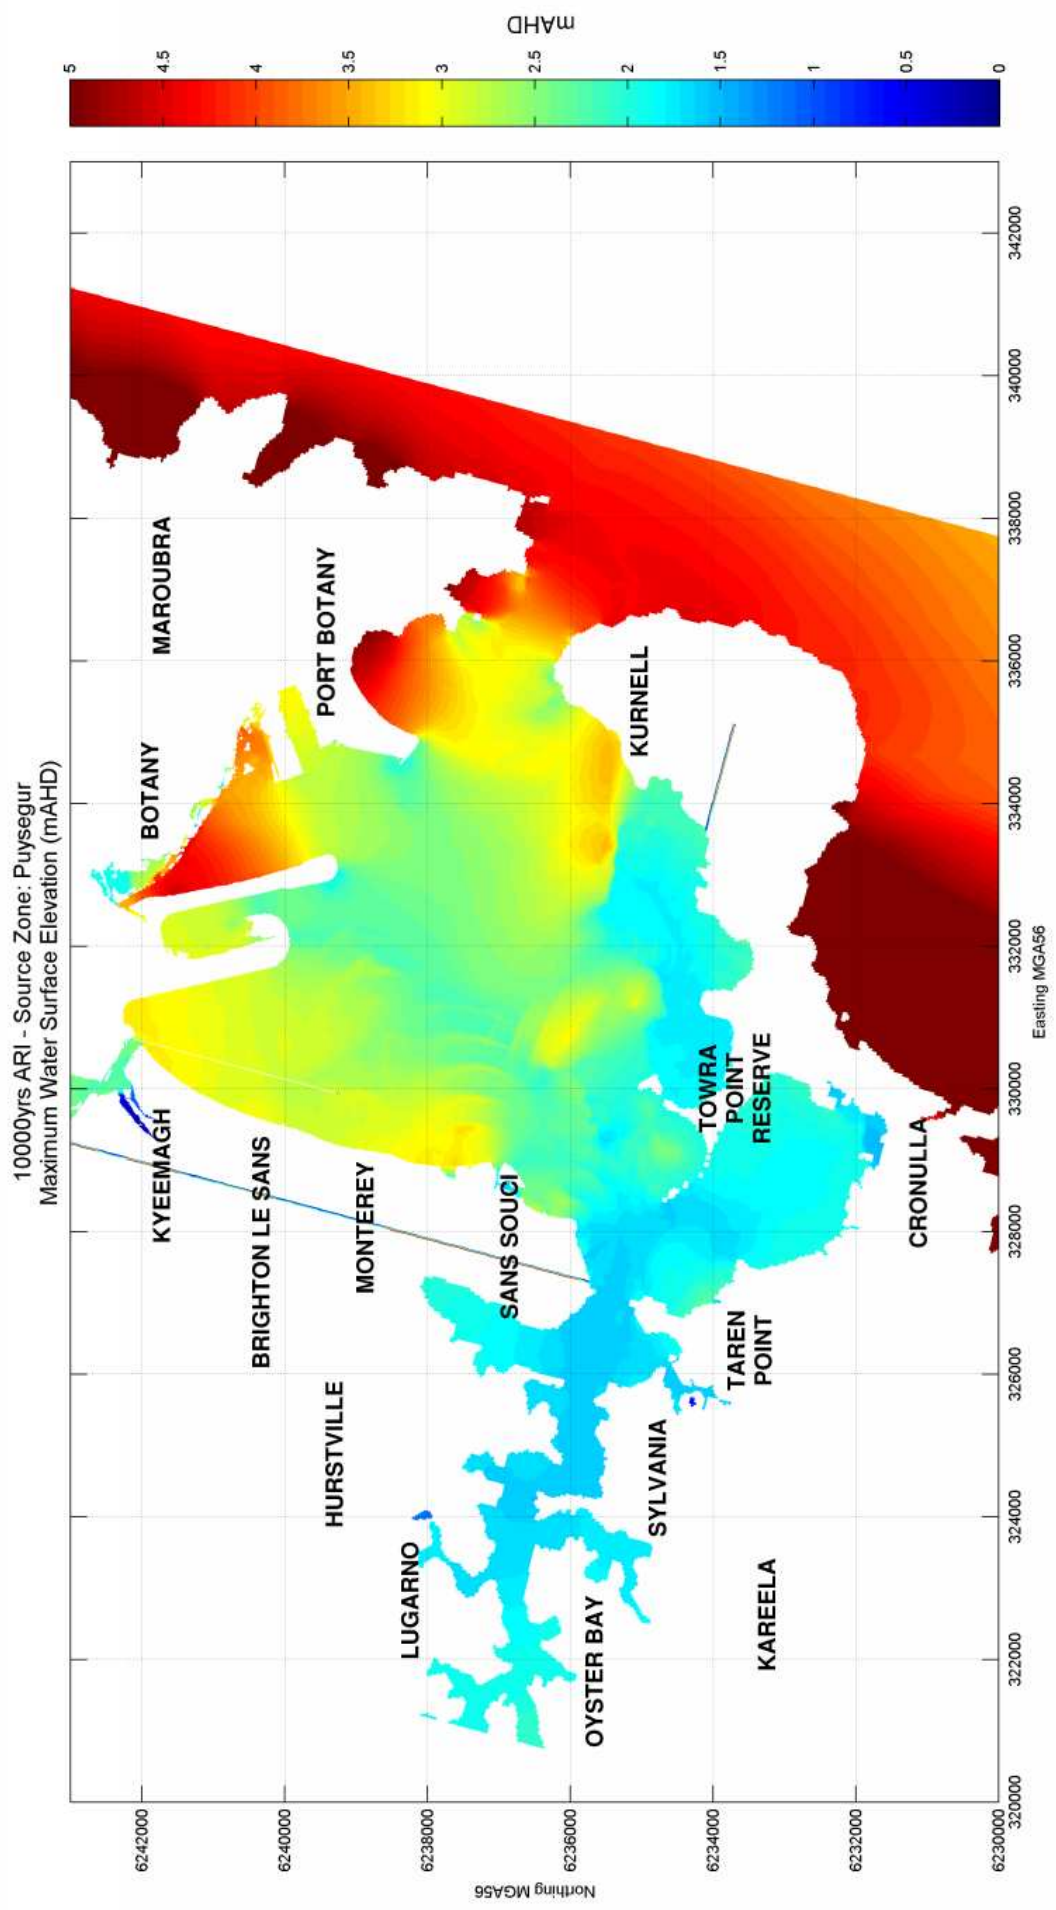 10000yrs ARI - Source Zone: Puysegur
Maximum Water Surface Elevation (mAHD)
Northing MGA56
6242000
6240000
6238000
6236000
6234000
6232000
6230000
BOTANY
MAROUBRA
KYEEMAGH
BRIGHTON LE SANS
PORT BOTANY
HURSTVILLE
MONTEREY
LUGARNO
SANS SOUCI
OYSTER BAY
KURNELL
SYLVANIA
TOWRA
POINT
RESERVE
TAREN
POINT
KAREELA
CRONULLA
320000
322000
324000
326000
328000
330000
332000
334000
336000
338000
340000
342000
Easting MGA56
5
4.5
4
3.5
3
2.5
2
1.5
1
0.5
0
mAHD